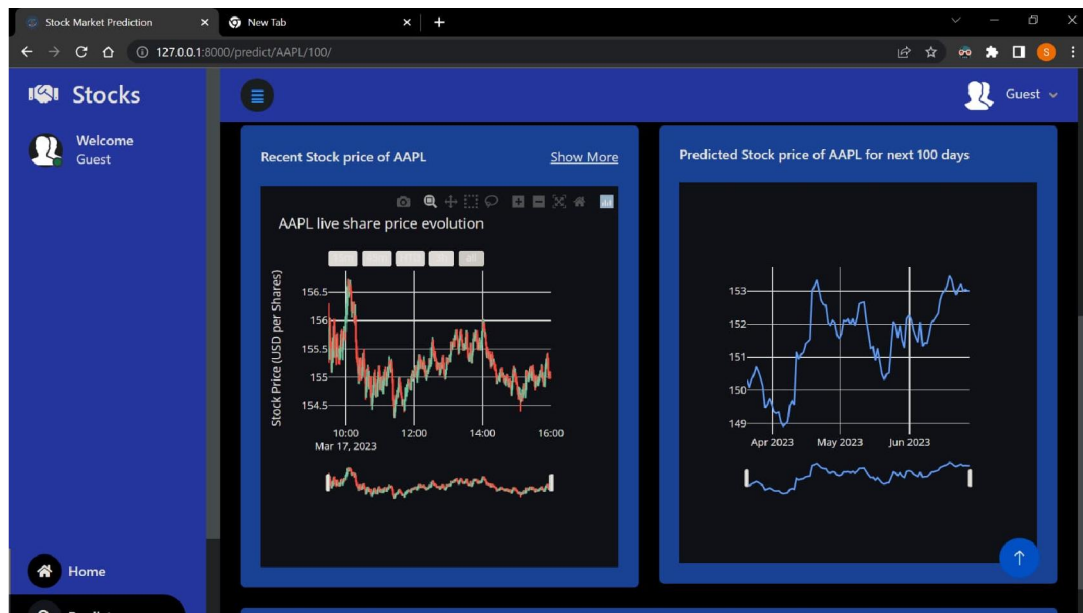 Stock Market Prediction
New Tab
127.0.0.1:8000/predict/AAPL/100/
S
Stocks
Guest
Welcome
Guest
Recent Stock price of AAPL
Show More
AAPL live share price evolution
Stock Price (USD per Shares)
156.5
156
155.5
155
154.5
10:00
12:00
14:00
16:00
Mar 17, 2023
Predicted Stock price of AAPL for next 100 days
153
152
151
150
149
Apr 2023
May 2023
Jun 2023
Home